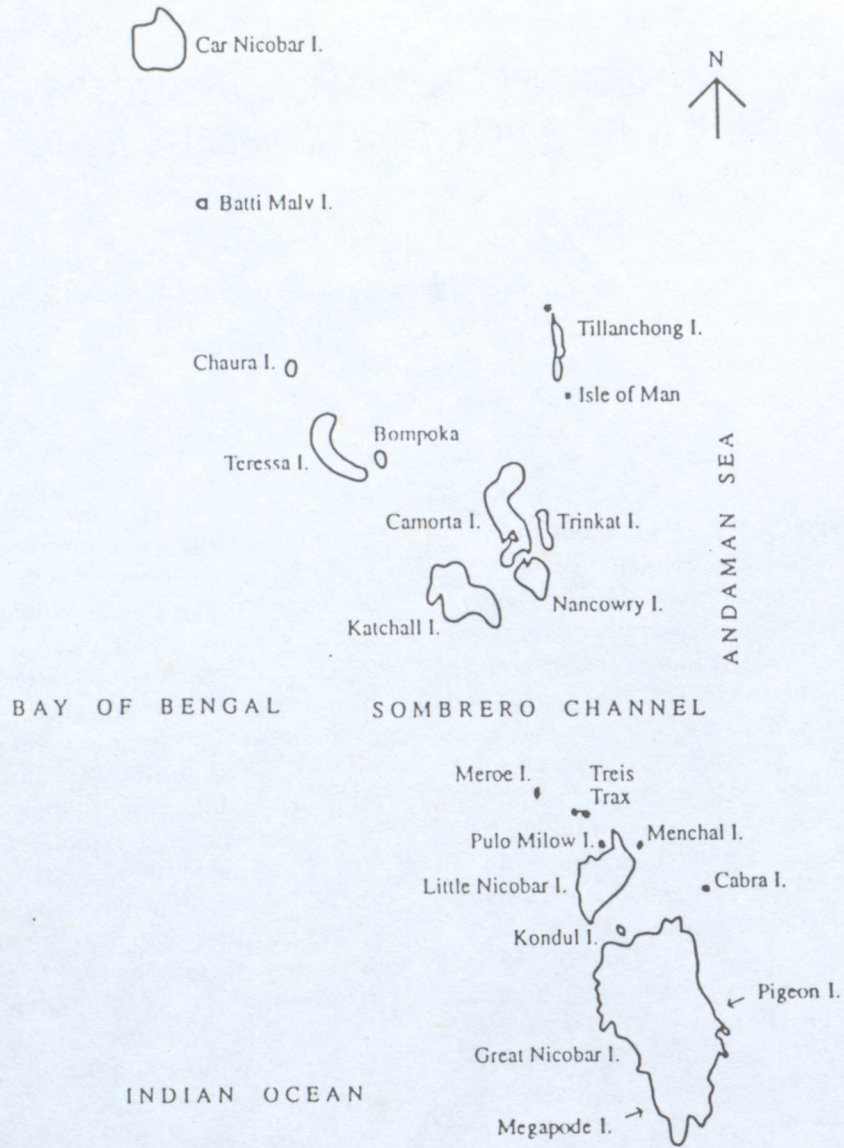 Car Nicobar I.
N
Batti Malv I.
Tillanchong I.
Chaura I.
Isle of Man
Bompoka
Teressa I.
Camorta I.
Trinkat I.
Nancowry I.
Katchall I.
ANDAMAN SEA
BAY OF BENGAL
SOMBRERO CHANNEL
Meroe I.
Treis
Trax
Pulo Milow I.
Menchal I.
Little Nicobar I.
Cabra I.
Kondul I.
Pigeon I.
Great Nicobar I.
INDIAN OCEAN
Megapode I.